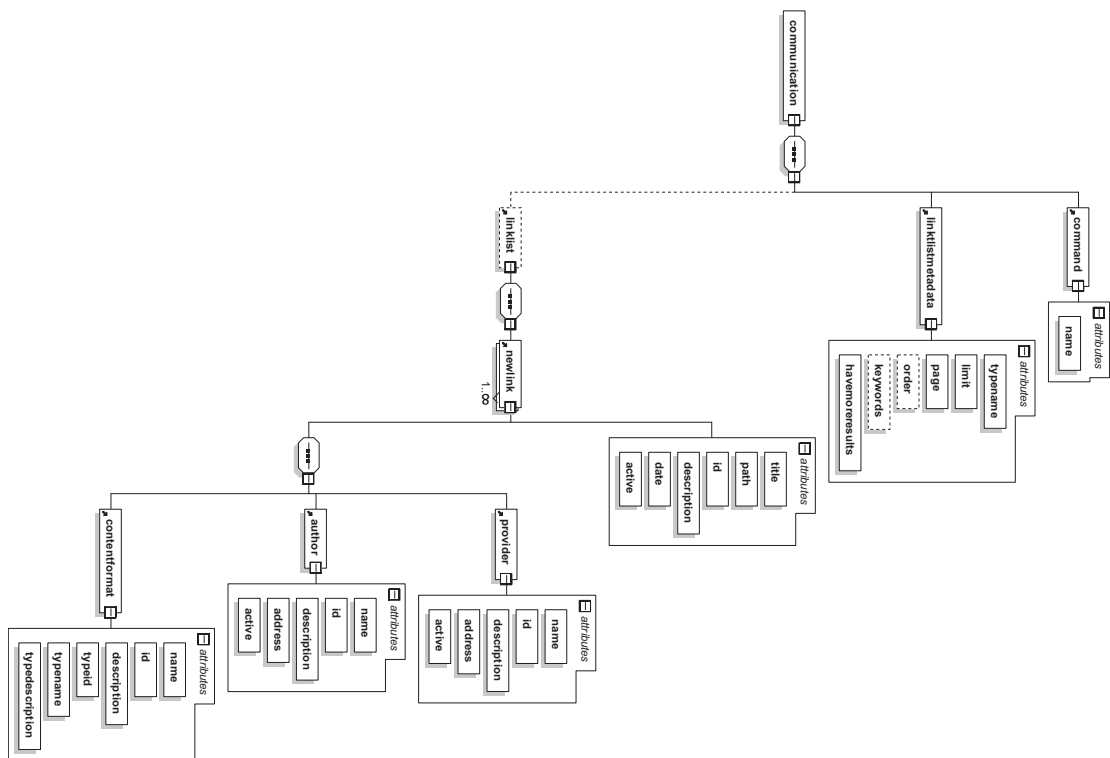 communication
command
attributes
name
linktlistmetadata
attributes
typename
limit
page
order
keywords
havemoreresults
linklist
newlink
1..∞
attributes
title
path
id
description
date
active
provider
attributes
name
id
description
address
active
author
attributes
name
id
description
address
active
contentformat
attributes
name
id
description
typeid
typename
typedescription